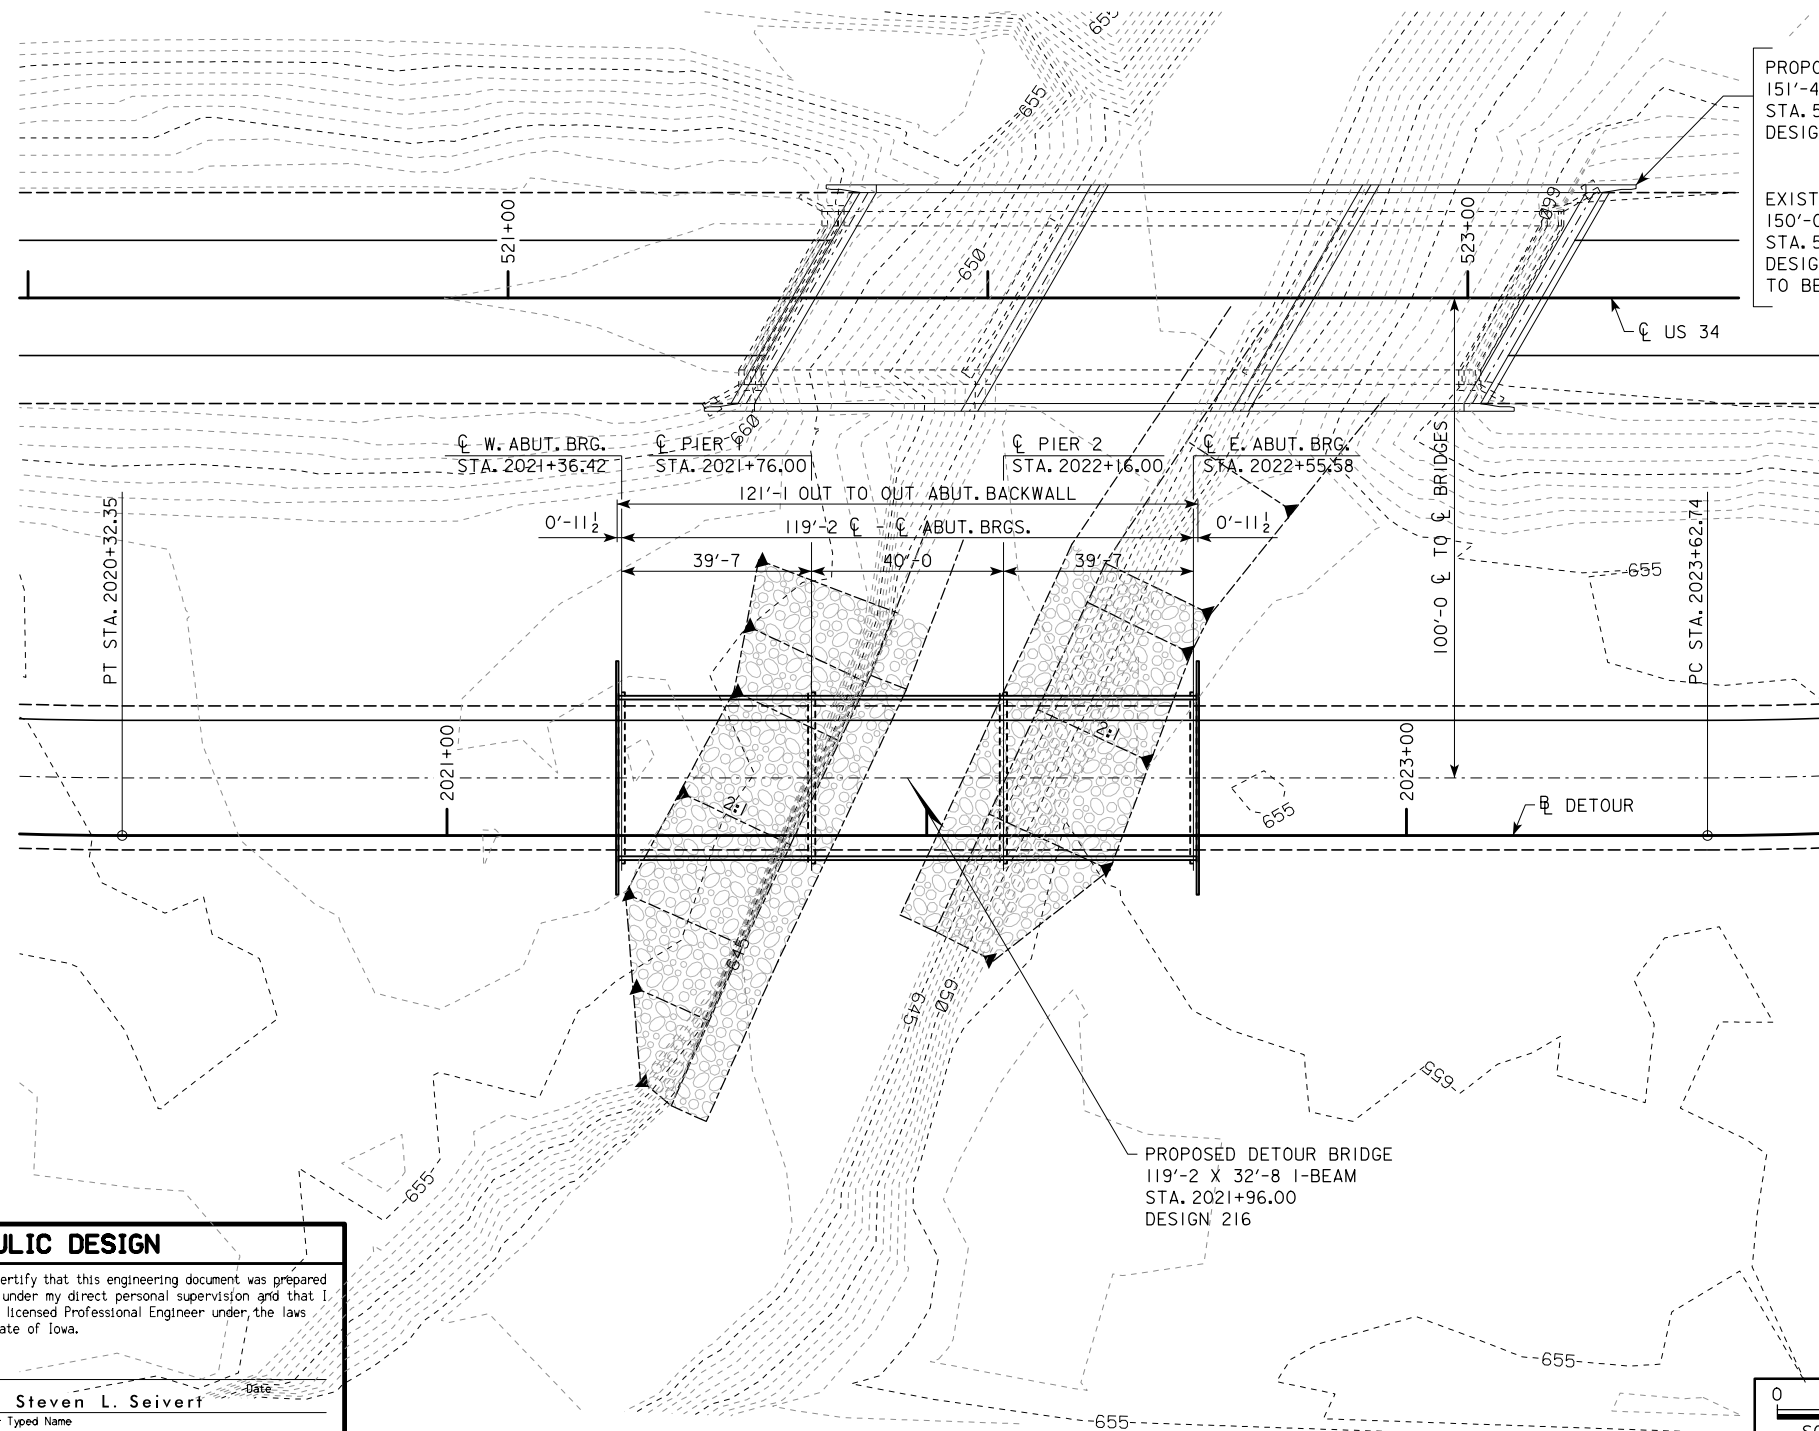 655
655
PROPO
151'-4
STA. 5
DESIG
EXIST
150'-0
STA. 5
DESIG
TO BE
521+00
523+00
660
650
℄ US 34
660
℄ W. ABUT. BRG.
STA. 2021+36.42
℄ PIER 1
STA. 2021+76.00
℄ PIER 2
STA. 2022+16.00
℄ E. ABUT. BRG.
STA. 2022+55.58
121'-1 OUT TO OUT ABUT. BACKWALL
0'-11½
119'-2 ℄ - ℄ ABUT. BRGS.
0'-11½
39'-7
40'-0
39'-7
100'-0 ℄ TO ℄ BRIDGES
PT STA. 2020+32.35
PC STA. 2023+62.74
655
2021+00
2023+00
2:1
2:1
655
BL DETOUR
645
645
650
655
655
PROPOSED DETOUR BRIDGE
119'-2 X 32'-8 I-BEAM
STA. 2021+96.00
DESIGN 216
ULIC DESIGN
ertify that this engineering document was prepared
under my direct personal supervision and that I
licensed Professional Engineer under the laws
ate of Iowa.
Date
Steven L. Seivert
r Typed Name
655
655
0
SC